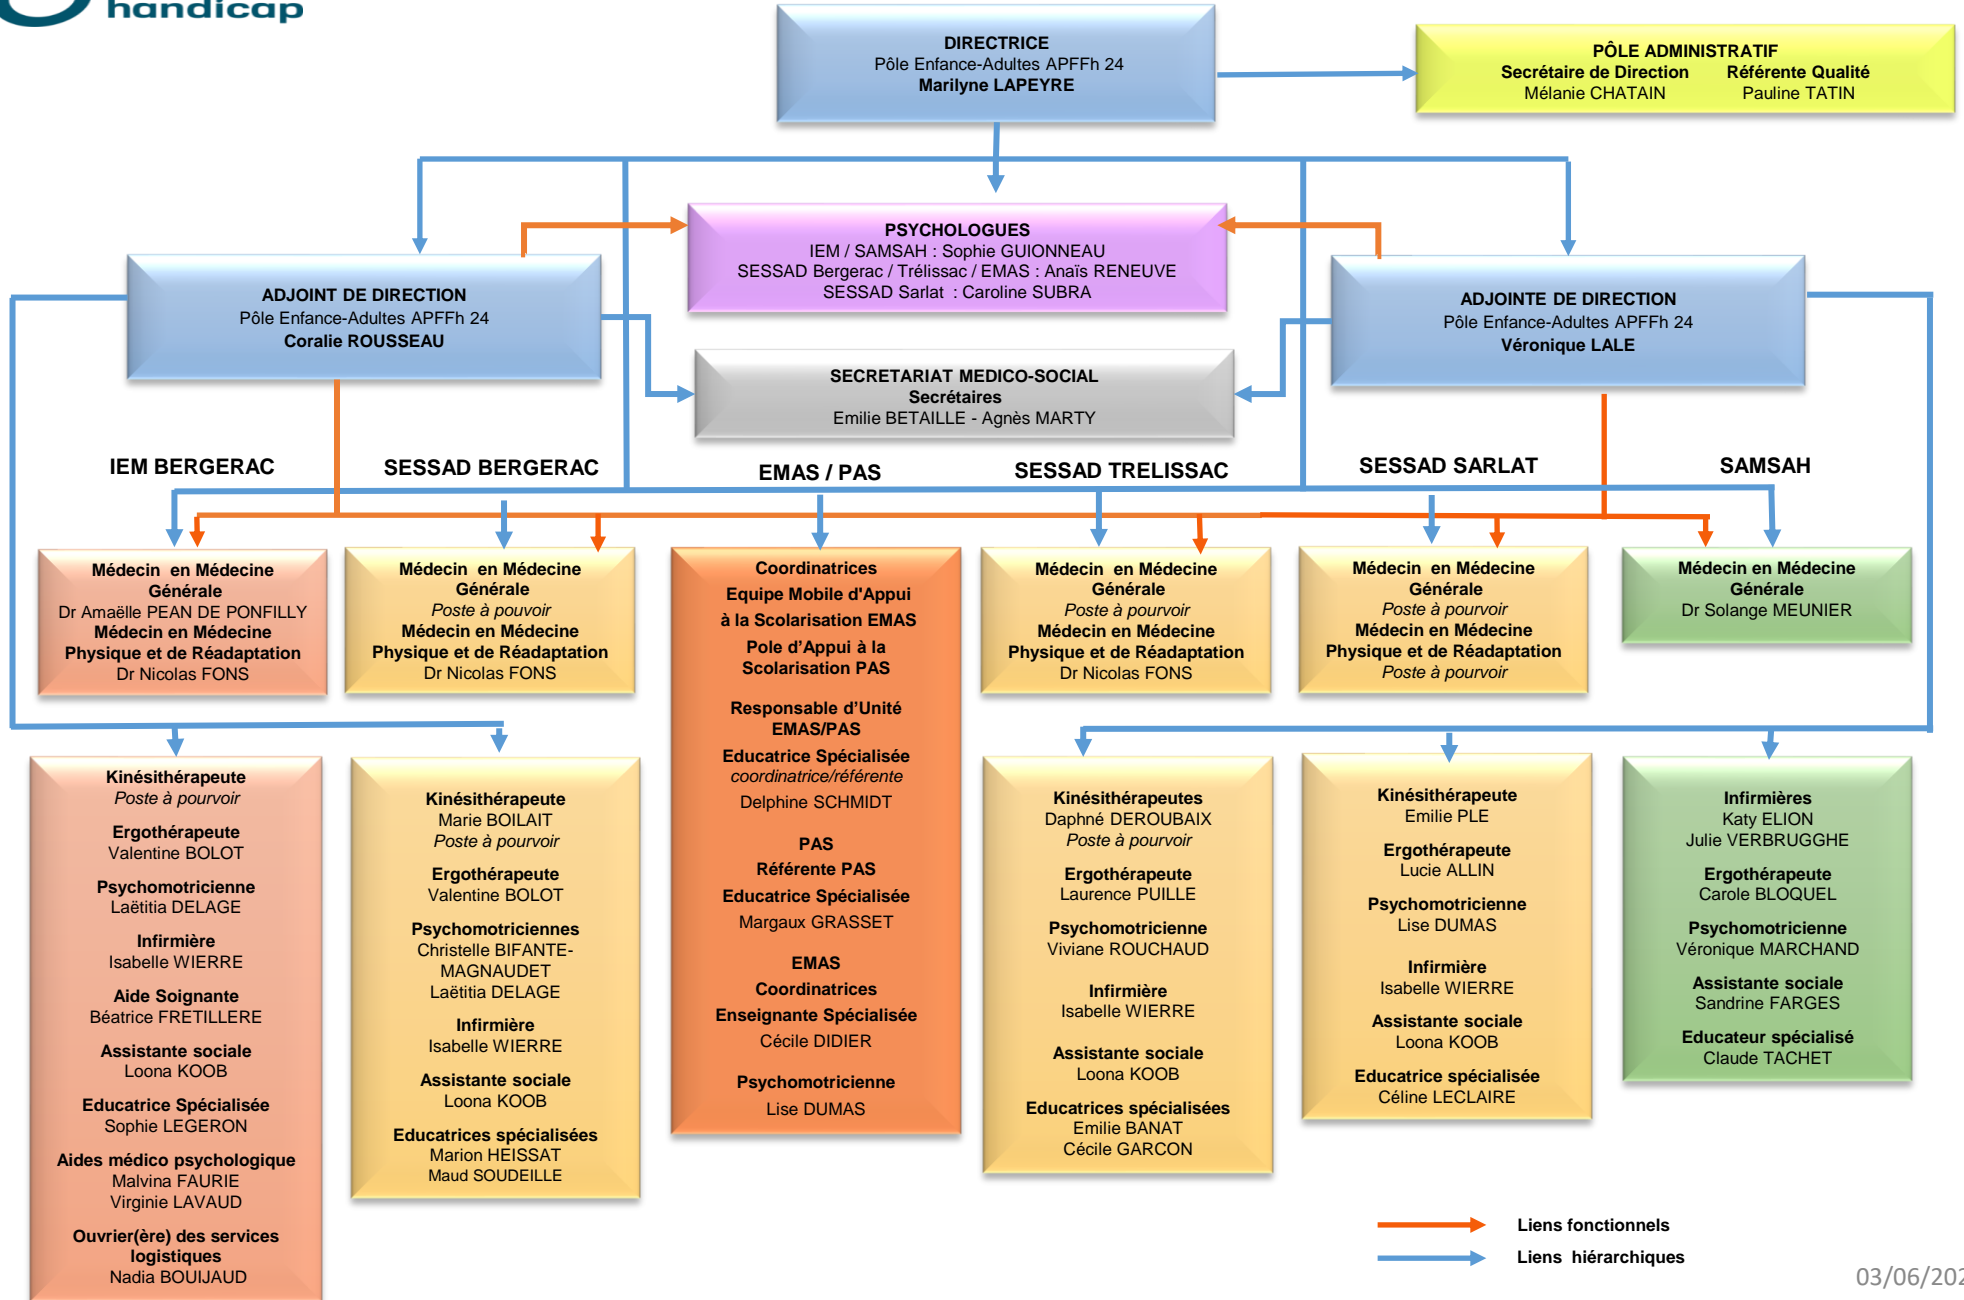 handicap
DIRECTRICE
Pôle Enfance-Adultes APFFh 24
Marilyne LAPEYRE
PÔLE ADMINISTRATIF
Secrétaire de Direction Référente Qualité
Mélanie CHATAIN Pauline TATIN
PSYCHOLOGUES
IEM / SAMSAH : Sophie GUIONNEAU
SESSAD Bergerac / Trélissac / EMAS : Anaïs RENEUVE
SESSAD Sarlat : Caroline SUBRA
ADJOINT DE DIRECTION
Pôle Enfance-Adultes APFFh 24
Coralie ROUSSEAU
ADJOINTE DE DIRECTION
Pôle Enfance-Adultes APFFh 24
Véronique LALE
SECRETARIAT MEDICO-SOCIAL
Secrétaires
Emilie BETAILLE - Agnès MARTY
IEM BERGERAC
SESSAD BERGERAC
EMAS / PAS
SESSAD TRELISSAC
SESSAD SARLAT
SAMSAH
Médecin en Médecine
Générale
Dr Amaëlle PEAN DE PONFILLY
Médecin en Médecine
Physique et de Réadaptation
Dr Nicolas FONS
Médecin en Médecine
Générale
Poste à pouvoir
Médecin en Médecine
Physique et de Réadaptation
Dr Nicolas FONS
Coordinatrices
Equipe Mobile d'Appui
à la Scolarisation EMAS
Pole d'Appui à la
Scolarisation PAS
Responsable d'Unité
EMAS/PAS
Educatrice Spécialisée
coordinatrice/référente
Delphine SCHMIDT
PAS
Référente PAS
Educatrice Spécialisée
Margaux GRASSET
EMAS
Coordinatrices
Enseignante Spécialisée
Cécile DIDIER
Psychomotricienne
Lise DUMAS
Médecin en Médecine
Générale
Poste à pourvoir
Médecin en Médecine
Physique et de Réadaptation
Dr Nicolas FONS
Médecin en Médecine
Générale
Poste à pourvoir
Médecin en Médecine
Physique et de Réadaptation
Poste à pourvoir
Médecin en Médecine
Générale
Dr Solange MEUNIER
Kinésithérapeute
Poste à pourvoir
Ergothérapeute
Valentine BOLOT
Psychomotricienne
Laëtitia DELAGE
Infirmière
Isabelle WIERRE
Aide Soignante
Béatrice FRETILLERE
Assistante sociale
Loona KOOB
Educatrice Spécialisée
Sophie LEGERON
Aides médico psychologique
Malvina FAURIE
Virginie LAVAUD
Ouvrier(ère) des services
logistiques
Nadia BOUIJAUD
Kinésithérapeute
Marie BOILAIT
Poste à pourvoir
Ergothérapeute
Valentine BOLOT
Psychomotriciennes
Christelle BIFANTE-
MAGNAUDET
Laëtitia DELAGE
Infirmière
Isabelle WIERRE
Assistante sociale
Loona KOOB
Educatrices spécialisées
Marion HEISSAT
Maud SOUDEILLE
Kinésithérapeutes
Daphné DEROUBAIX
Poste à pourvoir
Ergothérapeute
Laurence PUILLE
Psychomotricienne
Viviane ROUCHAUD
Infirmière
Isabelle WIERRE
Assistante sociale
Loona KOOB
Educatrices spécialisées
Emilie BANAT
Cécile GARCON
Kinésithérapeute
Emilie PLE
Ergothérapeute
Lucie ALLIN
Psychomotricienne
Lise DUMAS
Infirmière
Isabelle WIERRE
Assistante sociale
Loona KOOB
Educatrice spécialisée
Céline LECLAIRE
Infirmières
Katy ELION
Julie VERBRUGGHE
Ergothérapeute
Carole BLOQUEL
Psychomotricienne
Véronique MARCHAND
Assistante sociale
Sandrine FARGES
Educateur spécialisé
Claude TACHET
Liens fonctionnels
Liens hiérarchiques
03/06/202